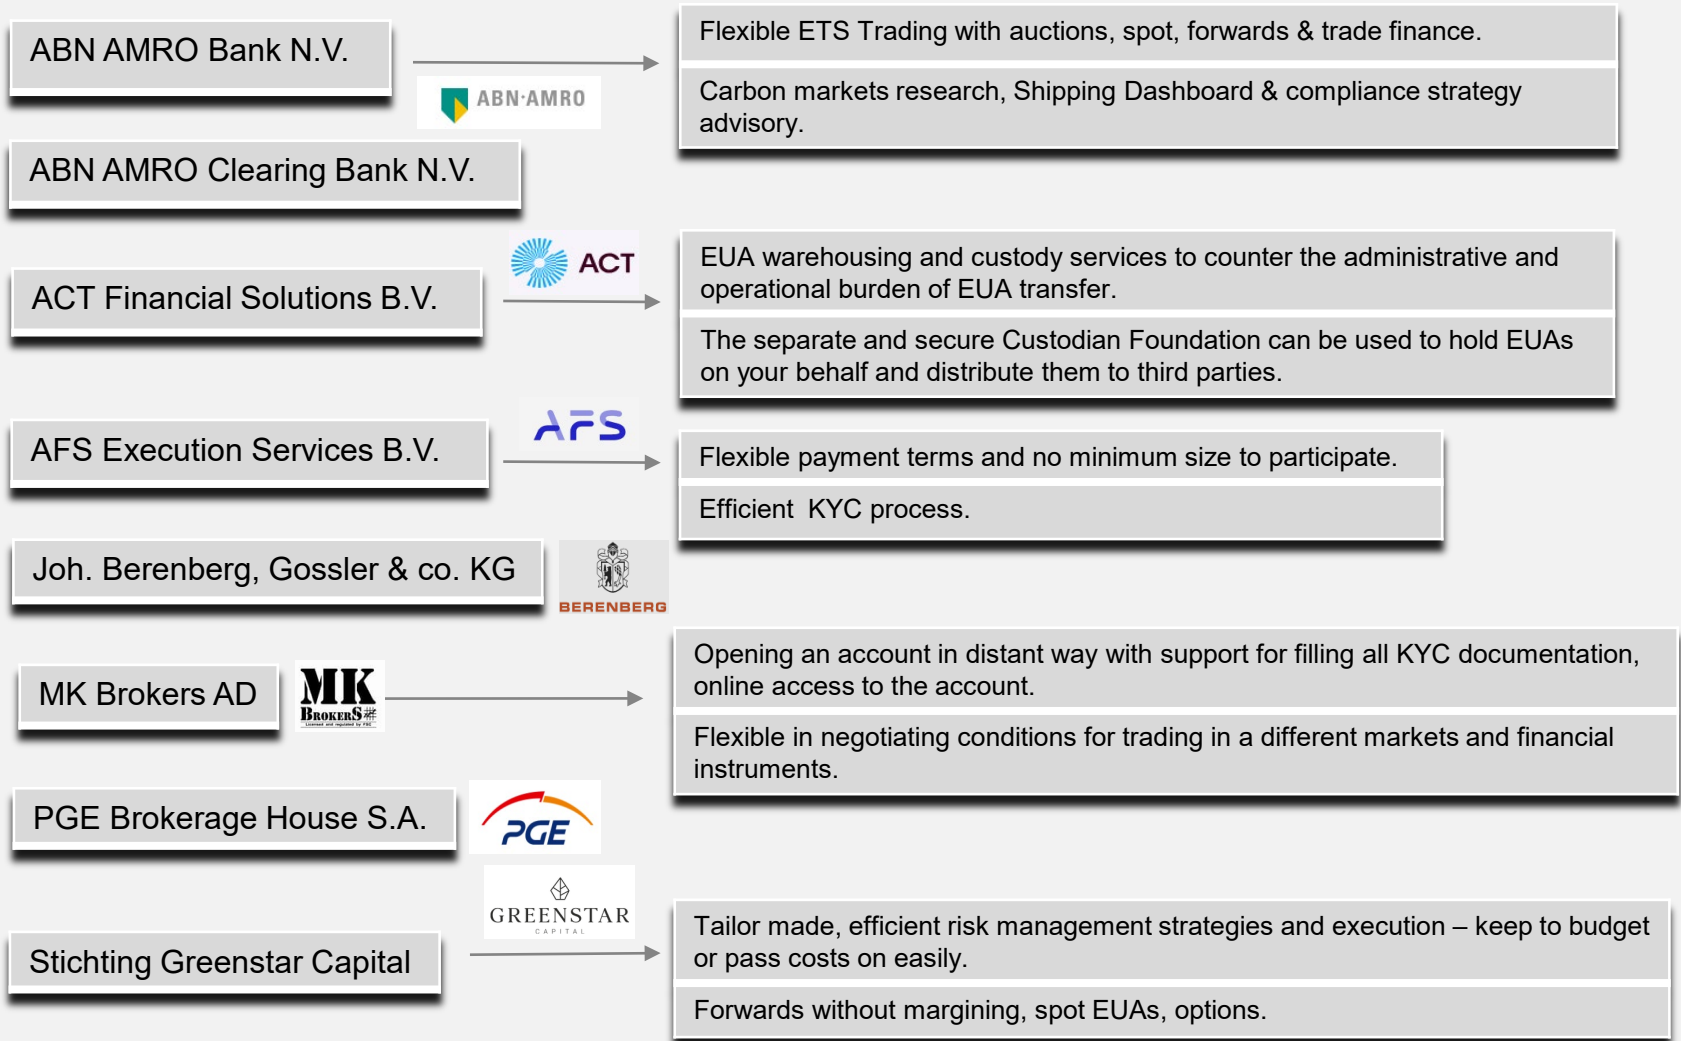 ABN AMRO Bank N.V.
ABN·AMRO
Flexible ETS Trading with auctions, spot, forwards & trade finance.
Carbon markets research, Shipping Dashboard & compliance strategy
advisory.
ABN AMRO Clearing Bank N.V.
ACT Financial Solutions B.V.
ACT
EUA warehousing and custody services to counter the administrative and
operational burden of EUA transfer.
The separate and secure Custodian Foundation can be used to hold EUAs
on your behalf and distribute them to third parties.
AFS Execution Services B.V.
AFS
Flexible payment terms and no minimum size to participate.
Efficient  KYC process.
Joh. Berenberg, Gossler & co. KG
BERENBERG
MK Brokers AD
MK
BROKERS
Licensed and regulated by FSC
Opening an account in distant way with support for filling all KYC documentation,
online access to the account.
Flexible in negotiating conditions for trading in a different markets and financial
instruments.
PGE Brokerage House S.A.
PGE
Stichting Greenstar Capital
GREENSTAR
CAPITAL
Tailor made, efficient risk management strategies and execution – keep to budget
or pass costs on easily.
Forwards without margining, spot EUAs, options.